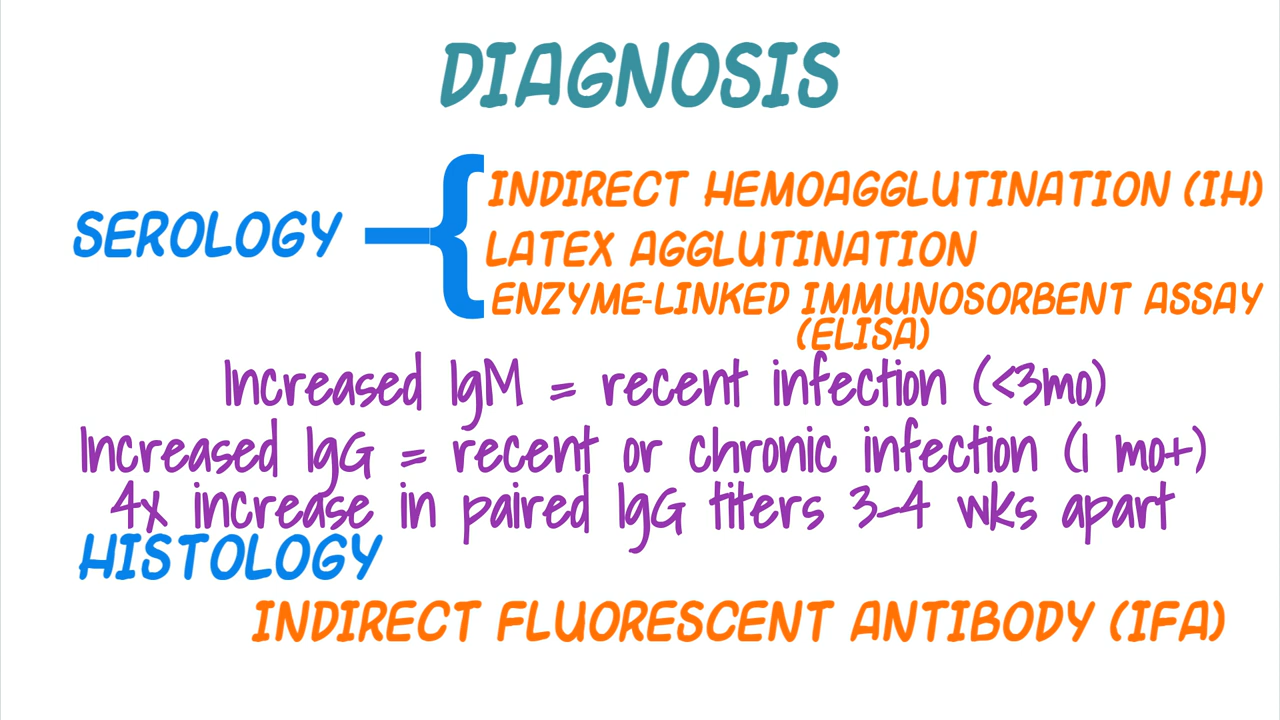 DIAGNOSIS
SEROLOGY
INDIRECT HEMOAGGLUTINATION (IH)
LATEX AGGLUTINATION
ENZYME-LINKED IMMUNOSORBENT ASSAY
(ELISA)
Increased IgM = recent infection (<3mo)
Increased IgG = recent or chronic infection (1 mo+)
4x increase in paired IgG titers 3-4 wks apart
HISTOLOGY
INDIRECT FLUORESCENT ANTIBODY (IFA)